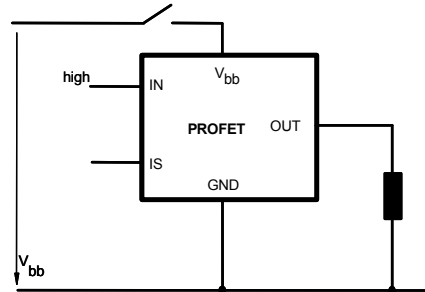 high
IN
V bb
PROFET
OUT
IS
GND
V bb